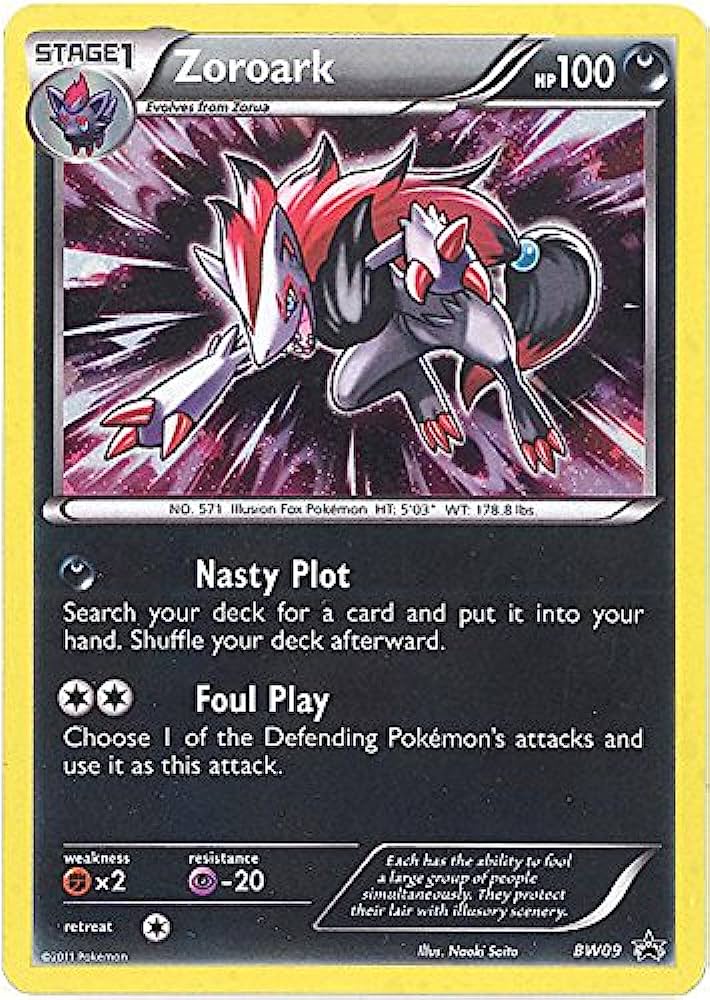 STAGE1
Zoroark
HP100
Evolves from Zorua
NO. 571 Illusion Fox Pokémon HT: 5'03" WT: 178.8 lbs.
Nasty Plot
Search your deck for a card and put it into your
hand. Shuffle your deck afterward.
Foul Play
Choose 1 of the Defending Pokémon's attacks and
use it as this attack.
weakness
x2
resistance
-20
retreat
Each has the ability to fool
a large group of people
simultaneously. They protect
their lair with illusory scenery.
©2011 Pokémon
Illus. Naoki Saito
BW09